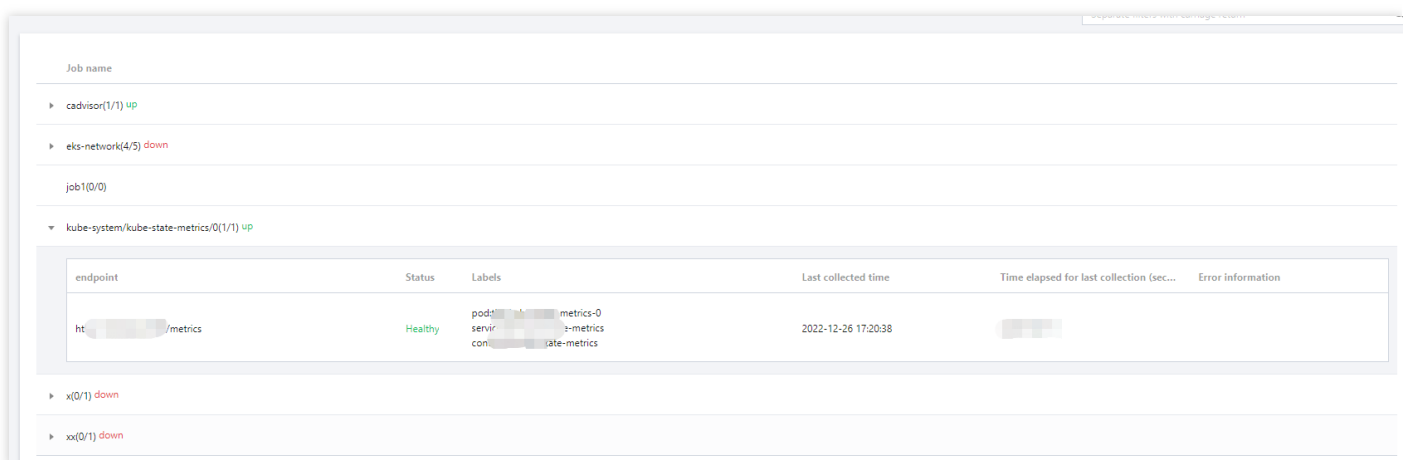 Job name
cadvisor(1/1) up
eks-network(4/5) down
job1(0/0)
kube-system/kube-state-metrics/0(1/1) up
endpoint Status Labels Last collected time Time elapsed for last collection (sec... Error information
pod: metrics-0
/metrics Healthy e-metrics 2022-12-26 17:20:38
ate-metrics
x(0/1) down
xx(0/1) down